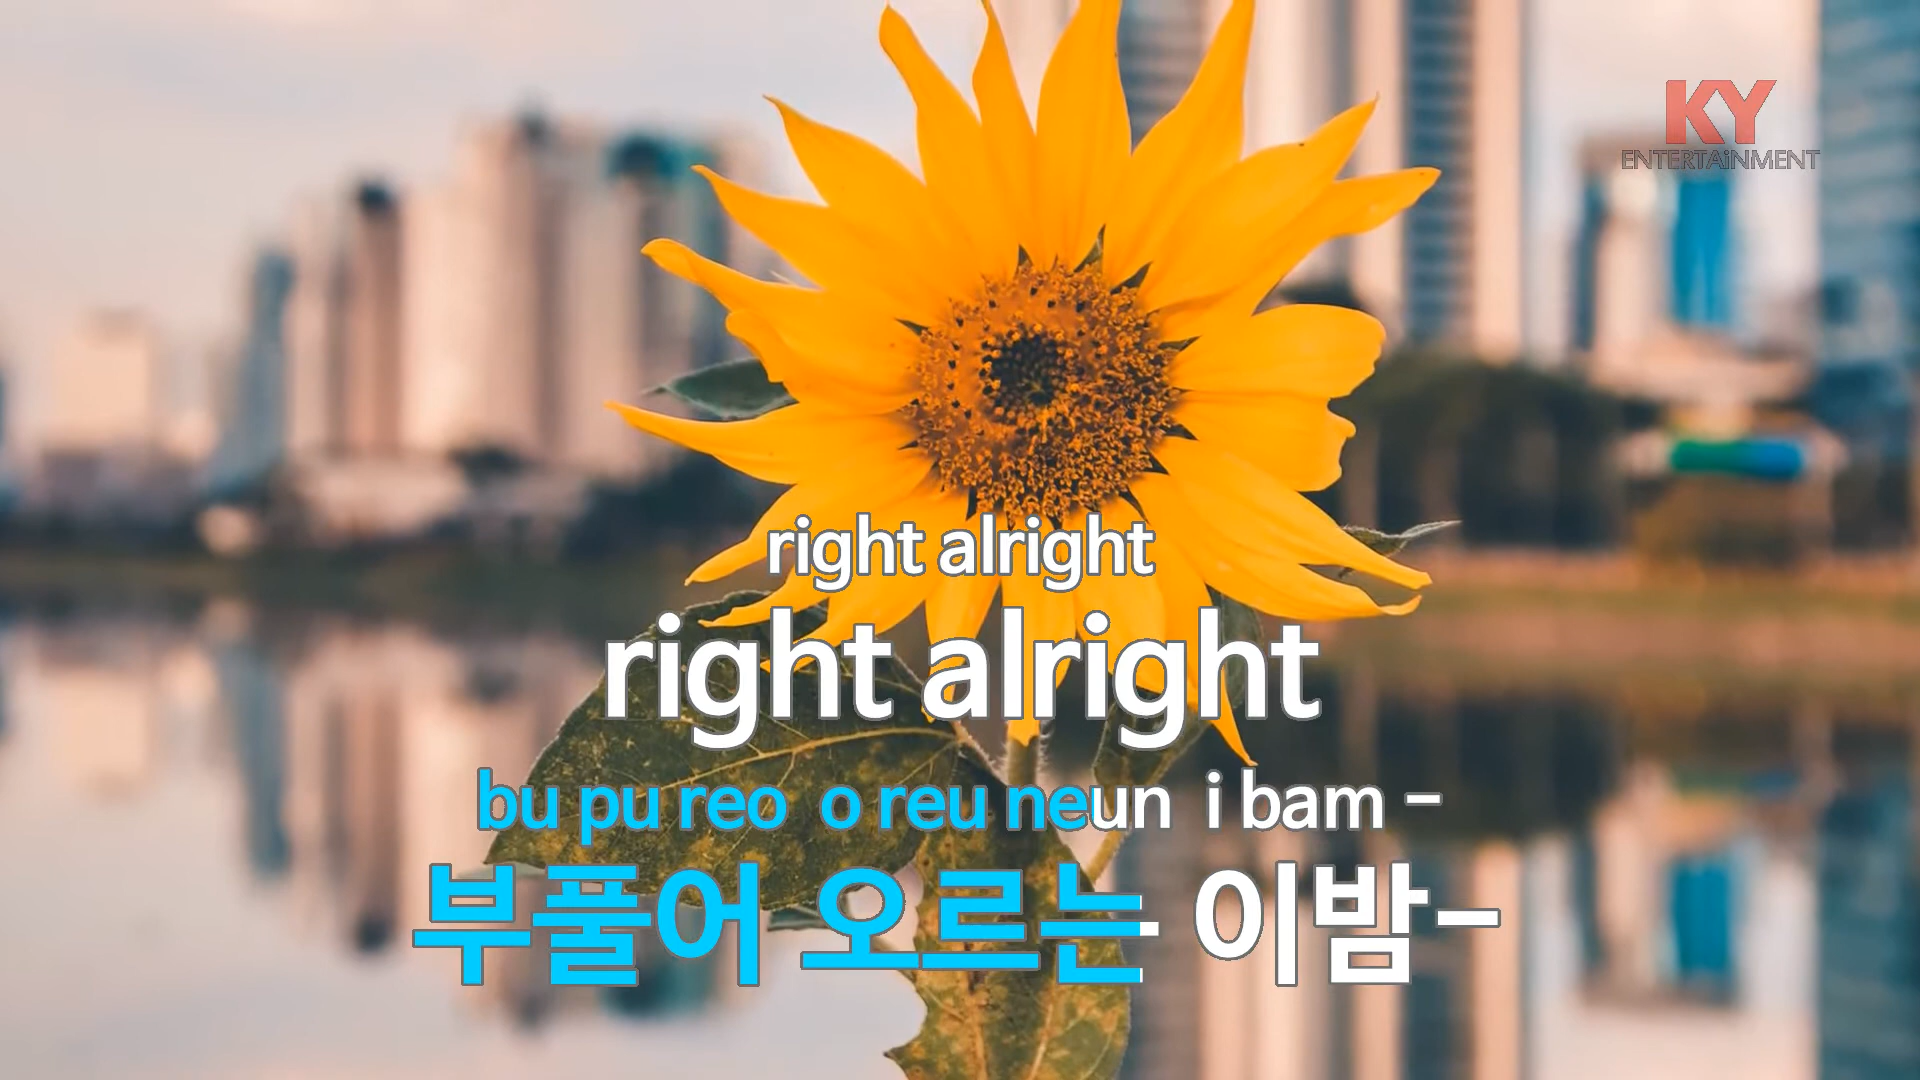 KY
ENTERTAiNMENT
right alright
right alright
bu pu reo o reu neun i bam -
부풀어 오르는 이밤-